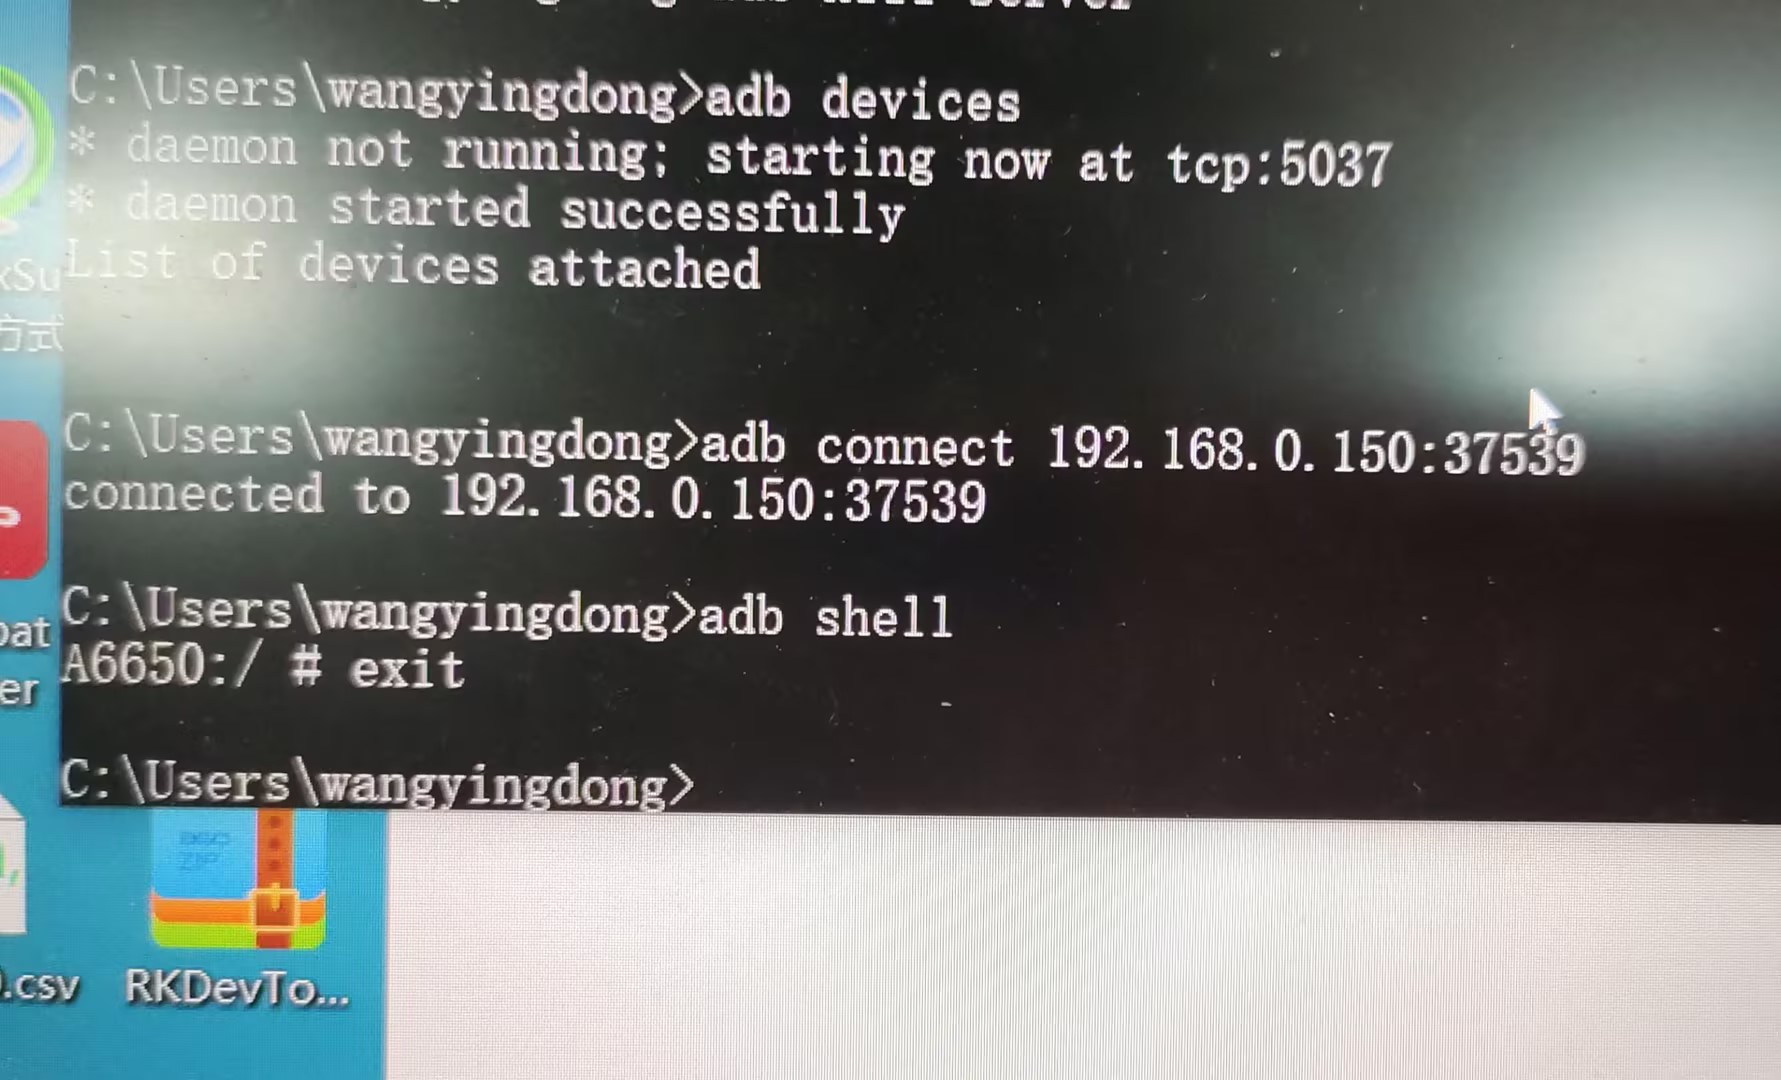 C:\Users\wangyingdong>adb devices
* daemon not running; starting now at tcp:5037
* daemon started successfully
List of devices attached
C:\Users\wangyingdong>adb connect 192.168.0.150:37539
connected to 192.168.0.150:37539
C:\Users\wangyingdong>adb shell
A6650:/ # exit
C:\Users\wangyingdong>
xSu
方式
pat
er
.csv
RKDevTo...
ZIP